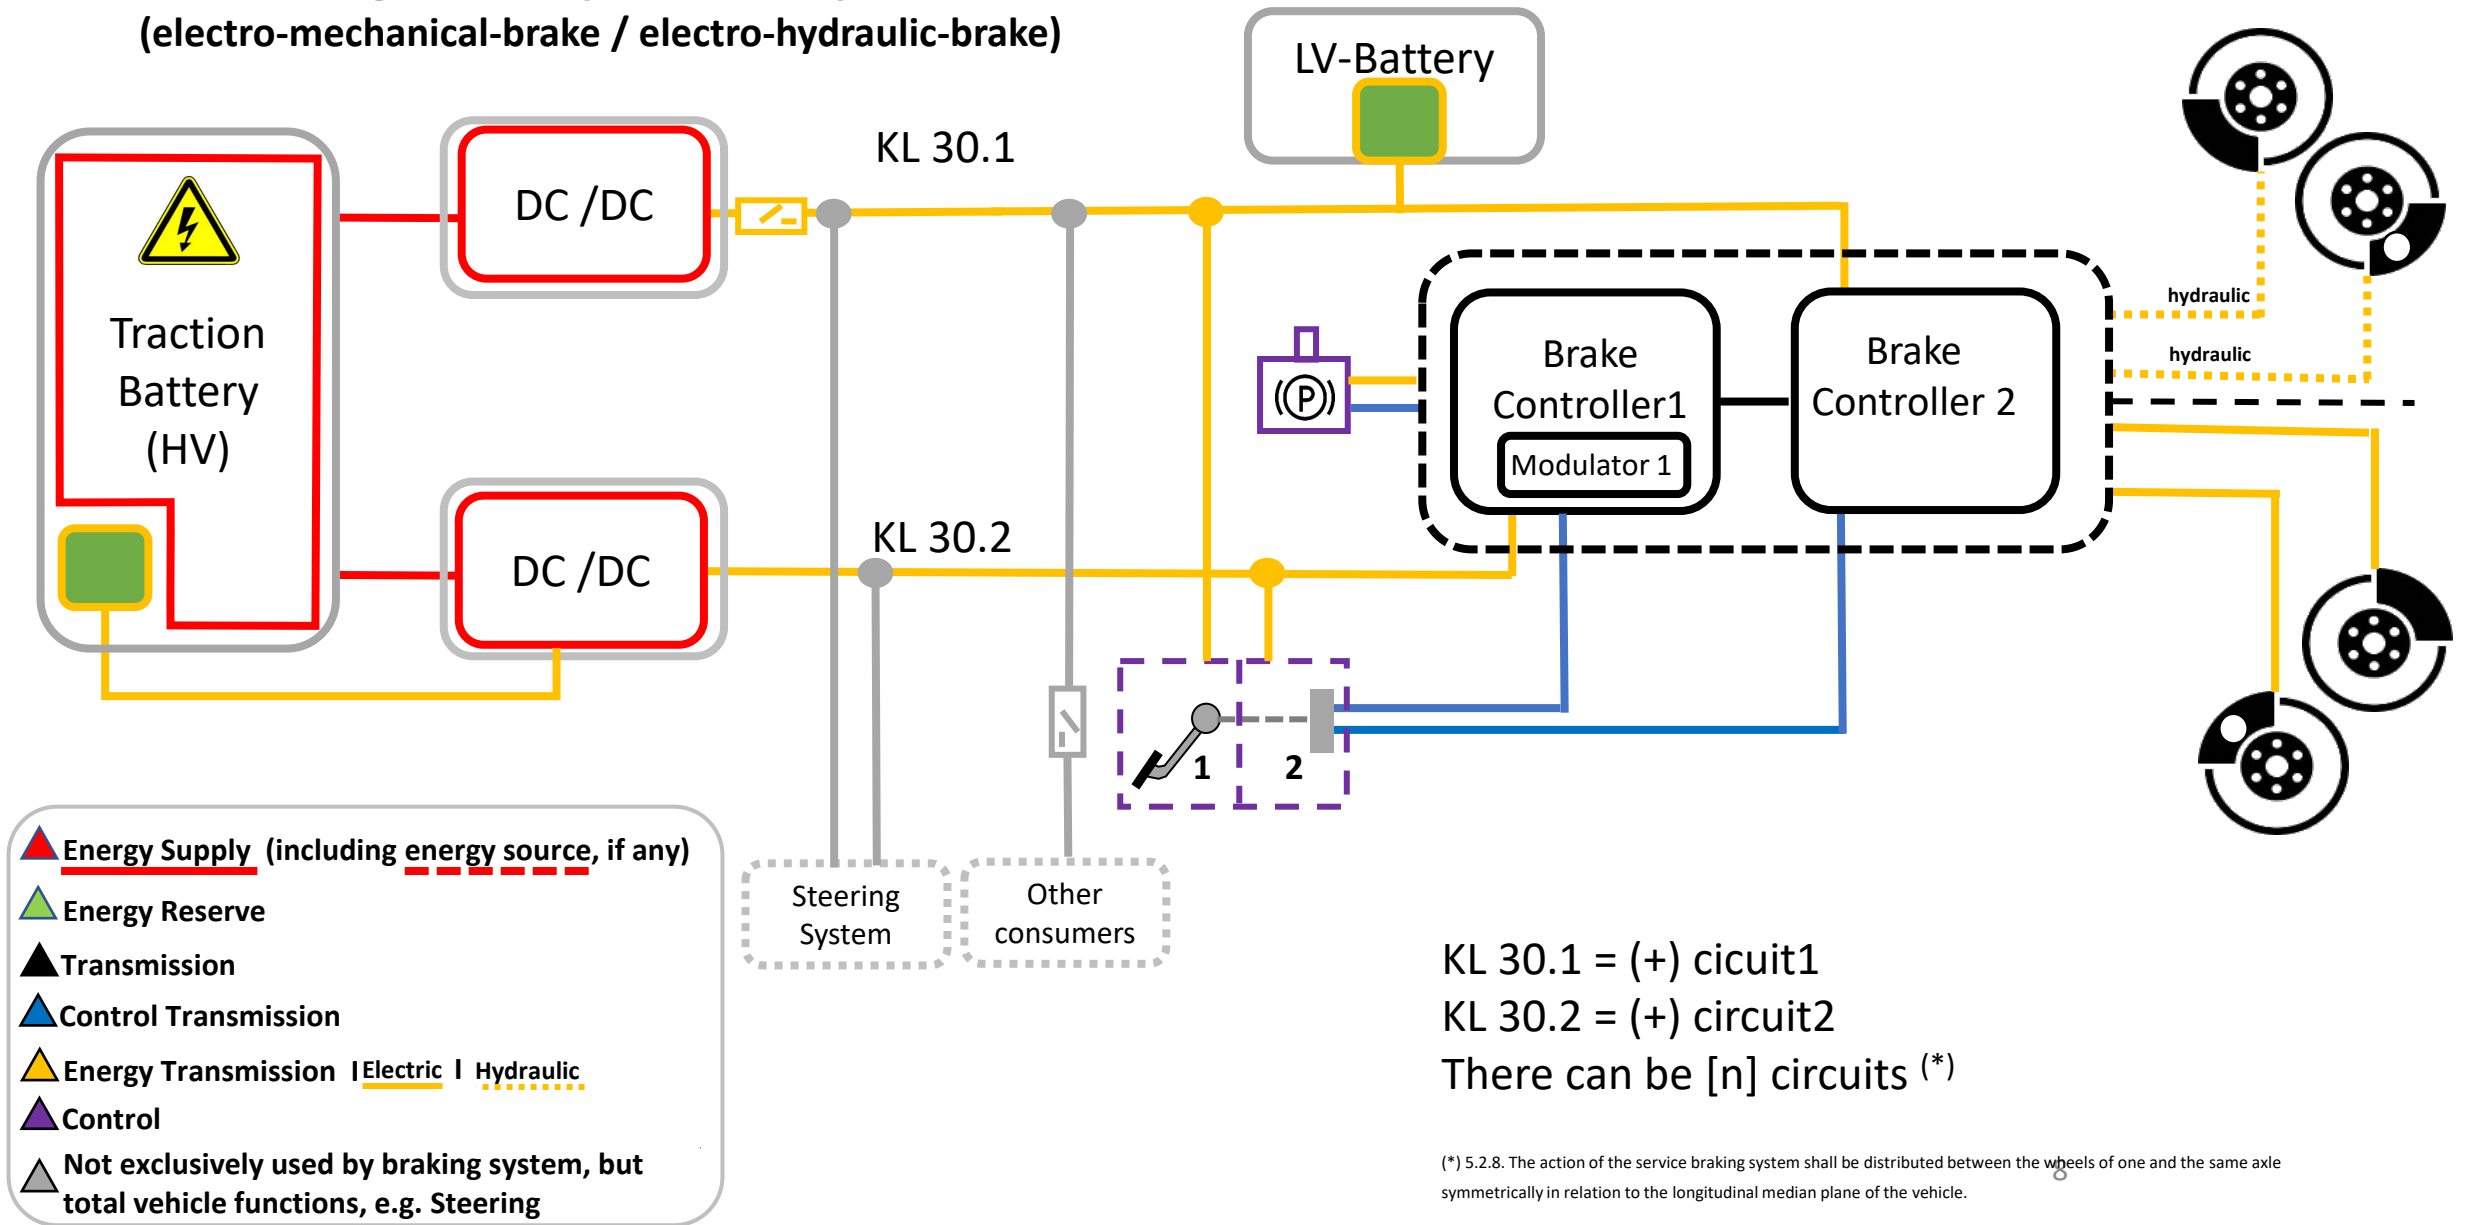 (electro-mechanical-brake / electro-hydraulic-brake)
LV-Battery
KL 30.1
DC /DC
Traction
Battery
(HV)
hydraulic
hydraulic
Brake
Controller1
Modulator 1
Brake
Controller 2
(P)
KL 30.2
DC /DC
1
2
Steering
System
Other
consumers
Energy Supply (including energy source, if any)
Energy Reserve
Transmission
Control Transmission
Energy Transmission I Electric I Hydraulic
Control
Not exclusively used by braking system, but
total vehicle functions, e.g. Steering
KL 30.1 = (+) cicuit1
KL 30.2 = (+) circuit2
There can be [n] circuits (*)
(*) 5.2.8. The action of the service braking system shall be distributed between the wheels of one and the same axle
symmetrically in relation to the longitudinal median plane of the vehicle.
8